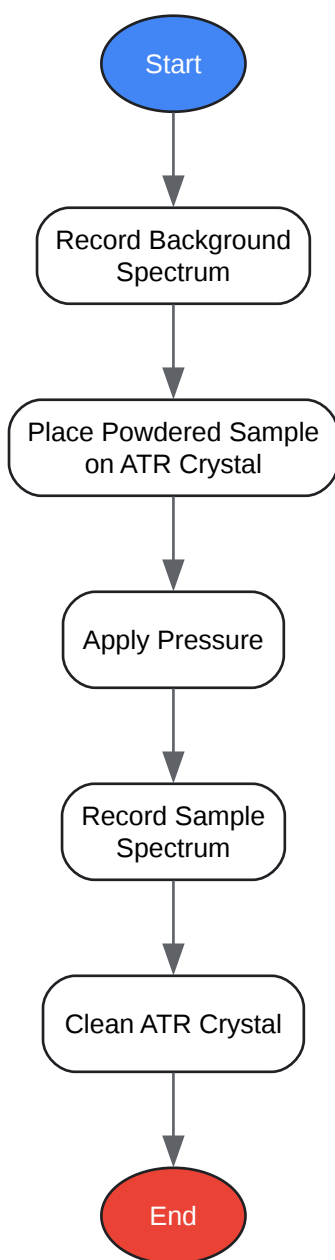 Start
Record Background
Spectrum
Place Powdered Sample
on ATR Crystal
Apply Pressure
Record Sample
Spectrum
Clean ATR Crystal
End